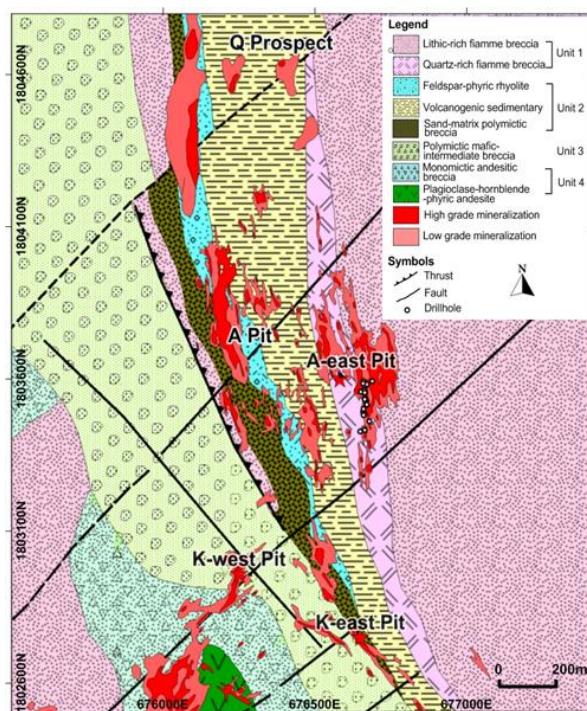 Q Prospect
Legend
Lithic-rich fiamme breccia
Quartz-rich fiamme breccia
Unit 1
Feldspar-phyric rhyolite
Volcanogenic sedimentary
Sand-matrix polymictic
breccia
Unit 2
Polymictic mafic-
intermediate breccia
Unit 3
Monomictic andesitic
breccia
Plagioclase-hornblende
-phyric andesite
Unit 4
High grade mineralization
Low grade mineralization
Symbols
Thrust
Fault
Drillhole
N
A Pit
A-east Pit
K-west Pit
K-east Pit
1804600N
1804100N
1803600N
1803100N
1802600N
676000E
676500E
677000E
0 200m